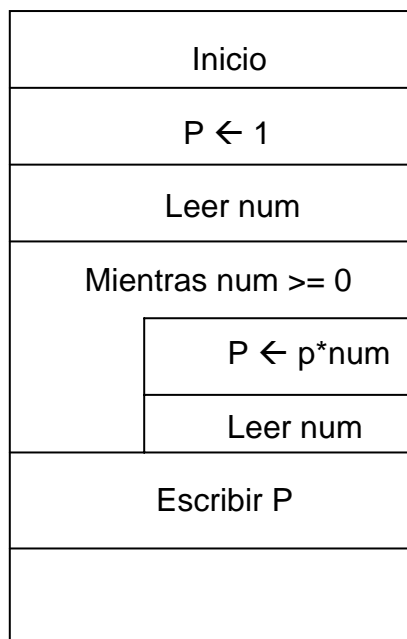 Inicio
P ← 1
Leer num
Mientras num >= 0
P ← p*num
Leer num
Escribir P